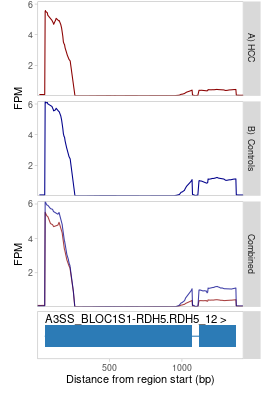 6
4
2
FPM
A) HCC
6
4
2
FPM
B): Controls
6
4
2
FPM
Combined
A3SS_BLOC1S1-RDH5.RDH5_12 >
500
1000
Distance from region start (bp)